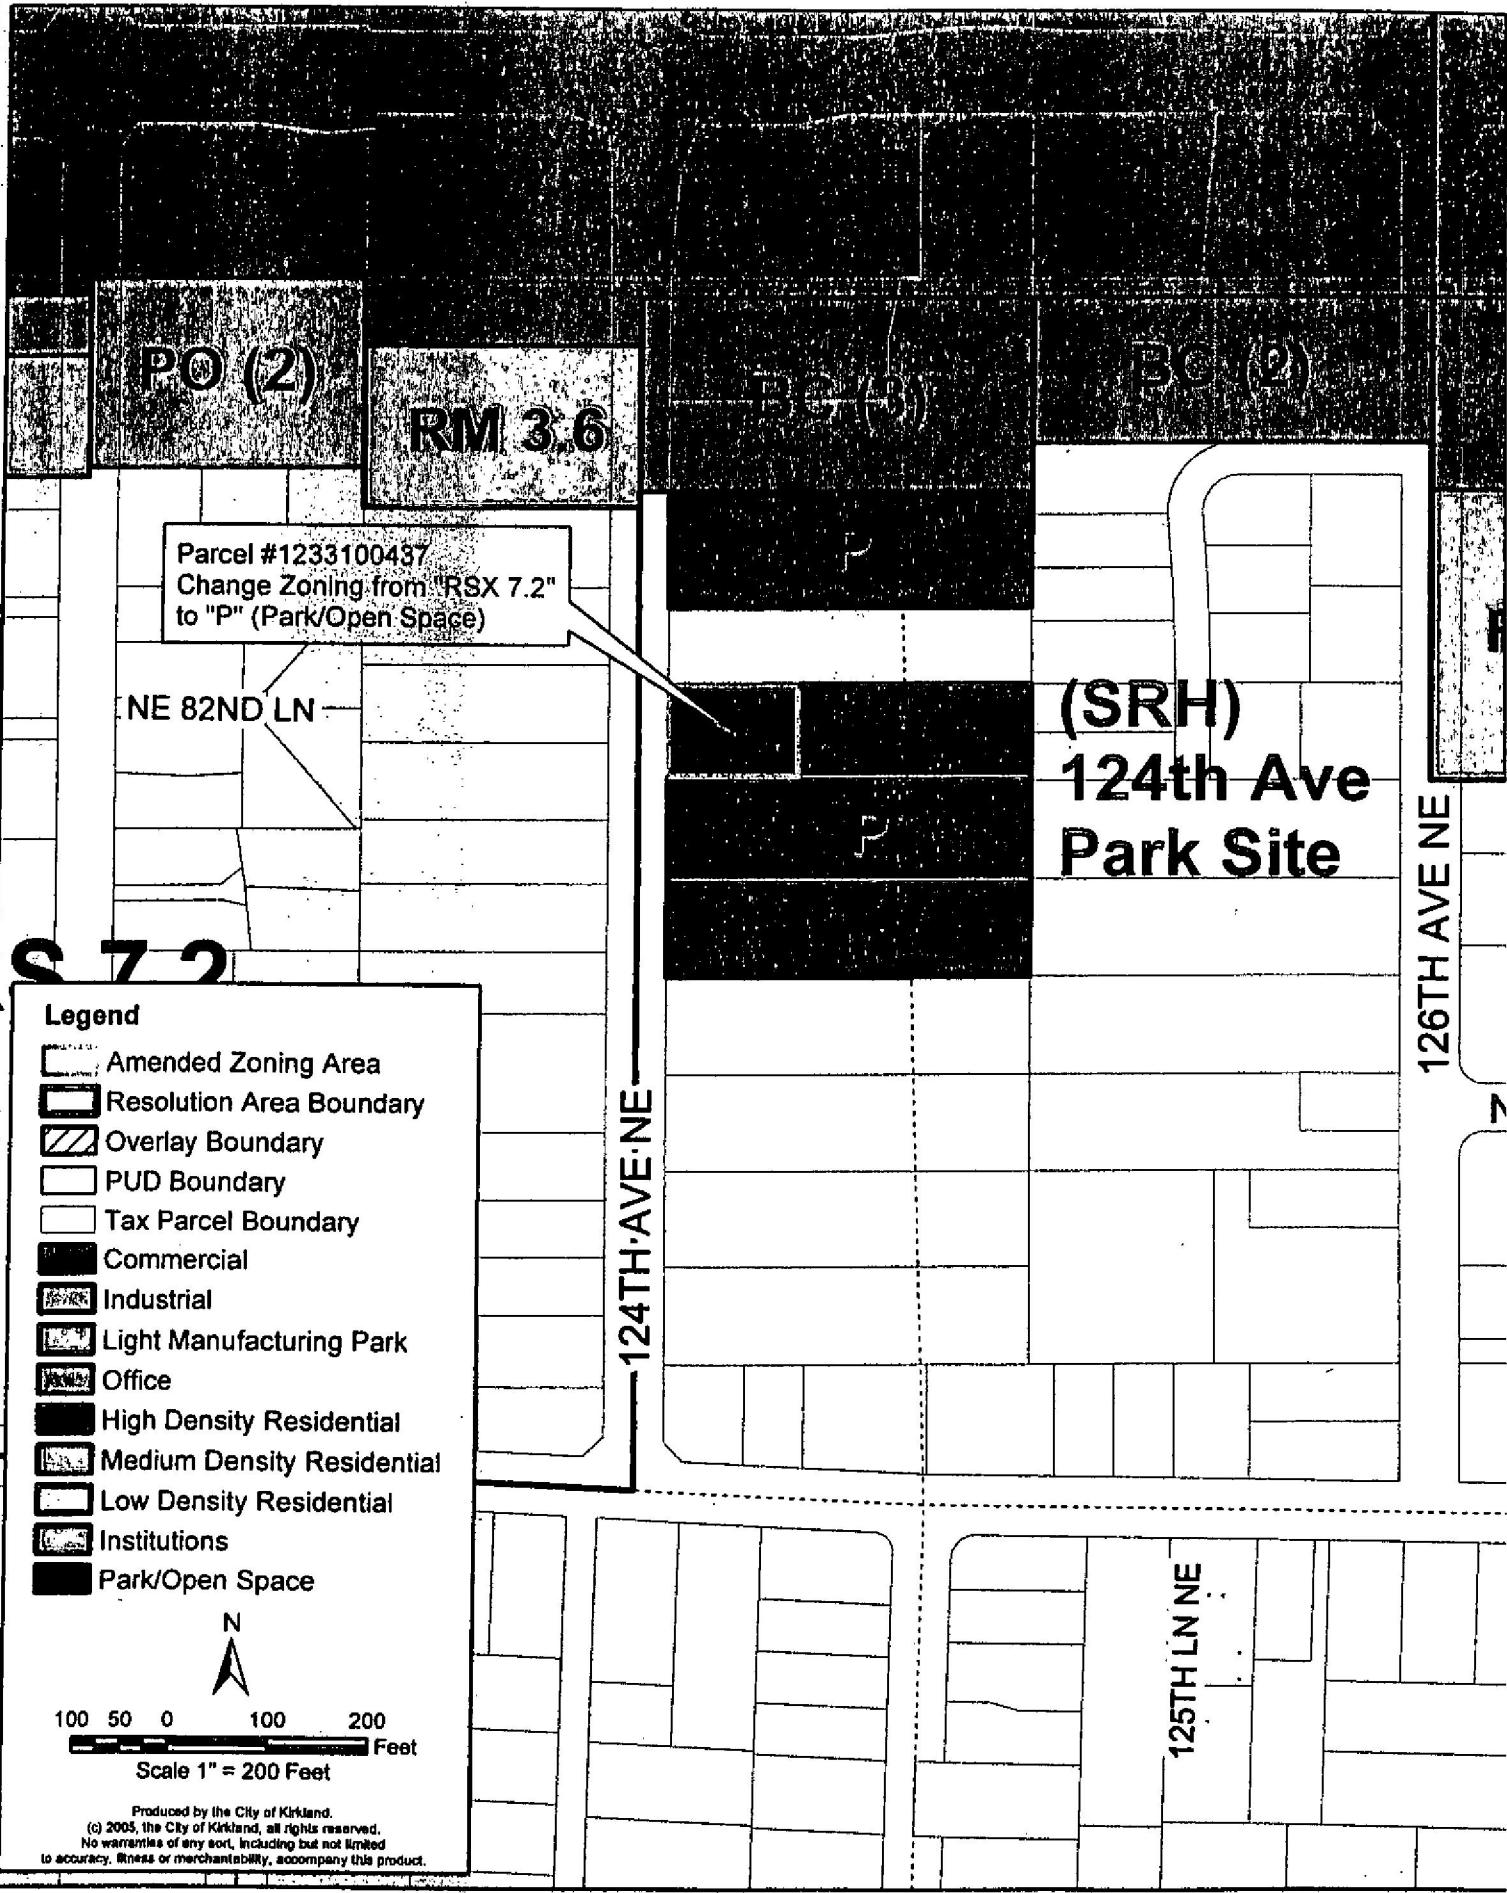 PO (2)
RM 3.6
BC (3)
BC (2)
P
Parcel #1233100437
Change Zoning from "RSX 7.2"
to "P" (Park/Open Space)
NE 82ND LN
(SRH)
124th Ave
Park Site
P
126TH AVE NE
S 7.2
124TH AVE NE
N
125TH LN NE
Legend
Amended Zoning Area
Resolution Area Boundary
Overlay Boundary
PUD Boundary
Tax Parcel Boundary
Commercial
Industrial
Light Manufacturing Park
Office
High Density Residential
Medium Density Residential
Low Density Residential
Institutions
Park/Open Space
N
100 50 0 100 200
Feet
Scale 1" = 200 Feet
Produced by the City of Kirkland.
(c) 2005, the City of Kirkland, all rights reserved.
No warranties of any sort, including but not limited
to accuracy, fitness or merchantability, accompany this product.